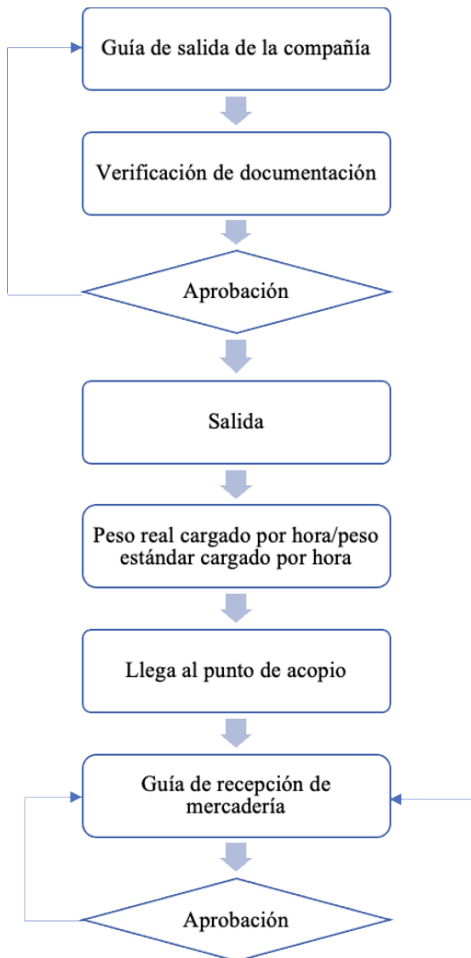 Guía de salida de la compañía
Verificación de documentación
Aprobación
Salida
Peso real cargado por hora/peso
estándar cargado por hora
Llega al punto de acopio
Guía de recepción de
mercadería
Aprobación